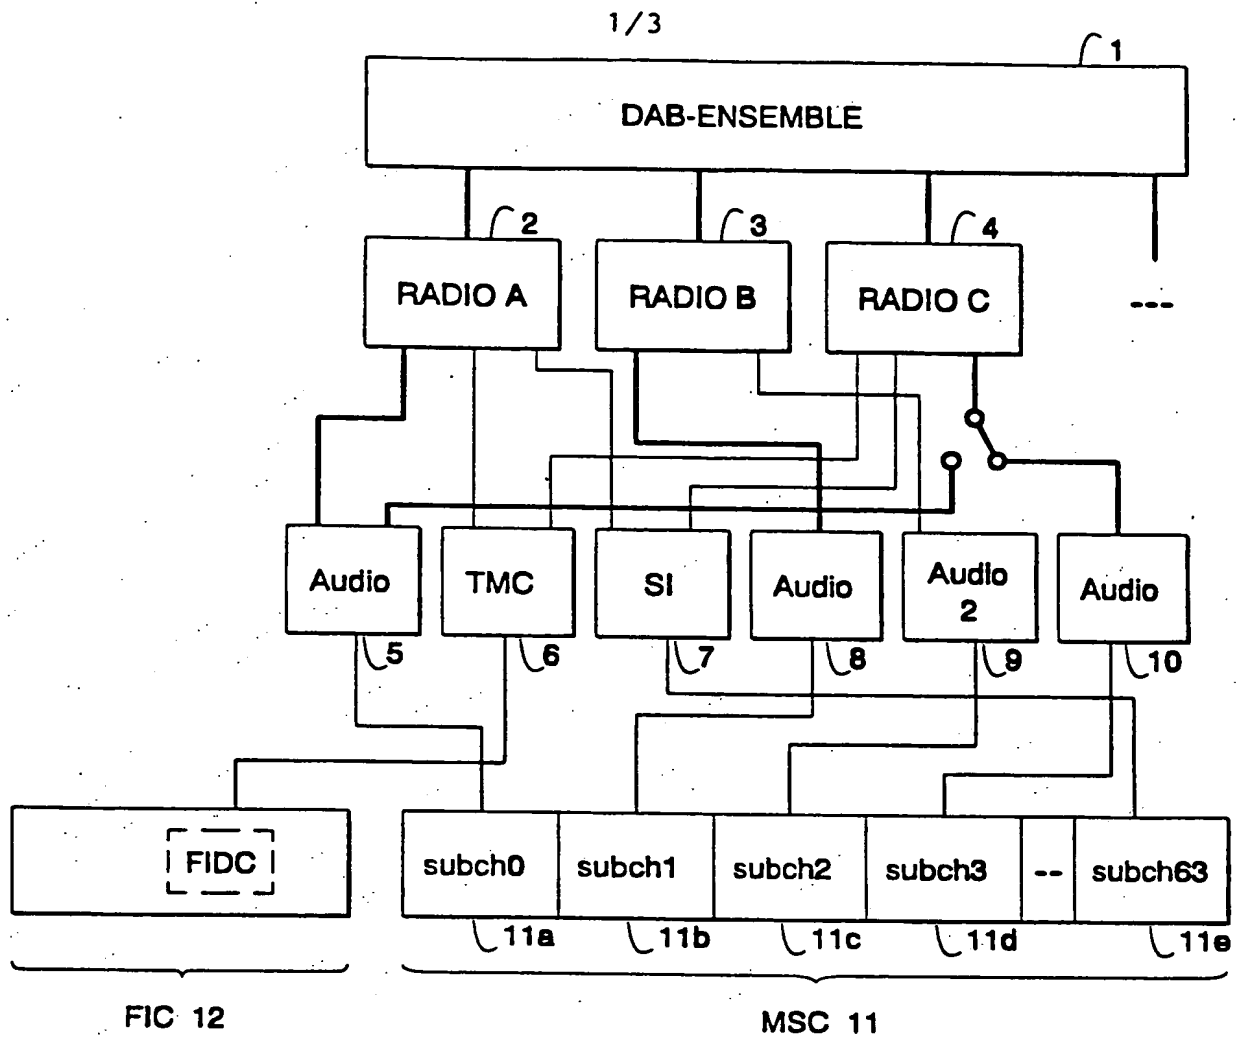 1/3
1
DAB-ENSEMBLE
2
3
4
RADIO A
RADIO B
RADIO C
---
Audio
TMC
SI
Audio
Audio
2
Audio
5
6
7
8
9
10
FIDC
subch0
subch1
subch2
subch3
--
subch63
11a
11b
11c
11d
11e
FIC 12
MSC 11